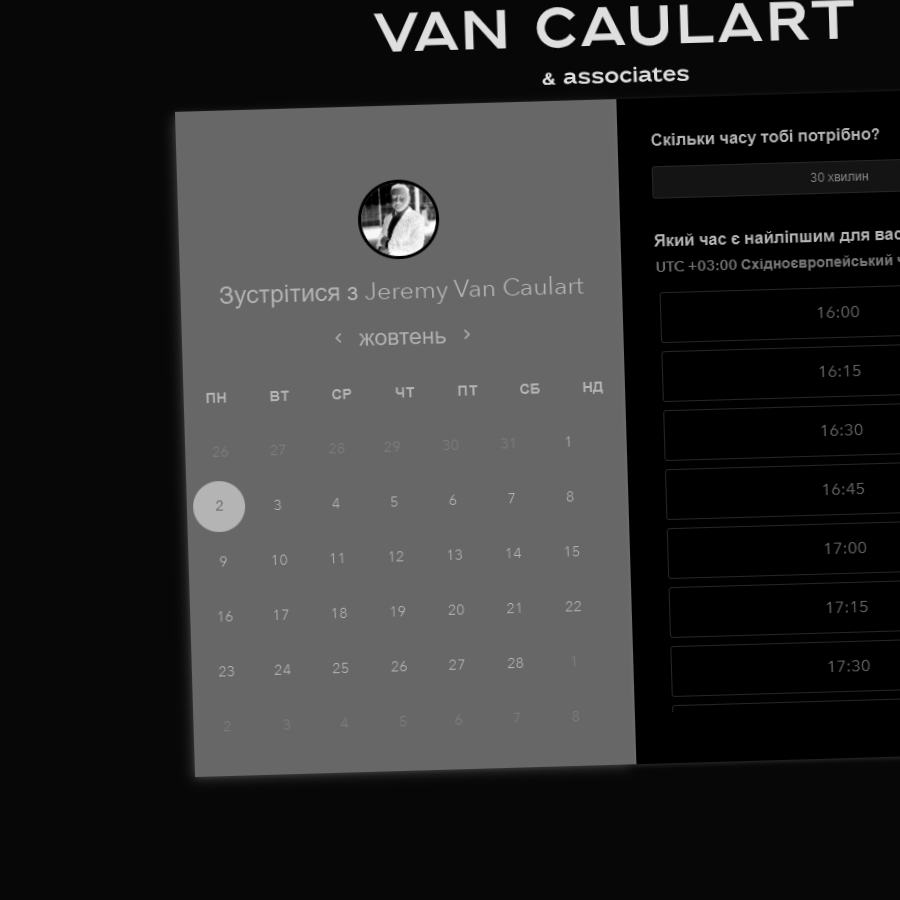 VAN CAULART
& associates
Зустрітися з Jeremy Van Caulart
‹ жовтень ›
ПН ВТ СР ЧТ ПТ СБ НД
26 27 28 29 30 31 1
2 3 4 5 6 7 8
9 10 11 12 13 14 15
16 17 18 19 20 21 22
23 24 25 26 27 28 1
2 3 4 5 6 7 8
Скільки часу тобі потрібно?
30 хвилин
Який час є найліпшим для
UTC +03:00 Східноєвропейський
16:00
16:15
16:30
16:45
17:00
17:15
17:30